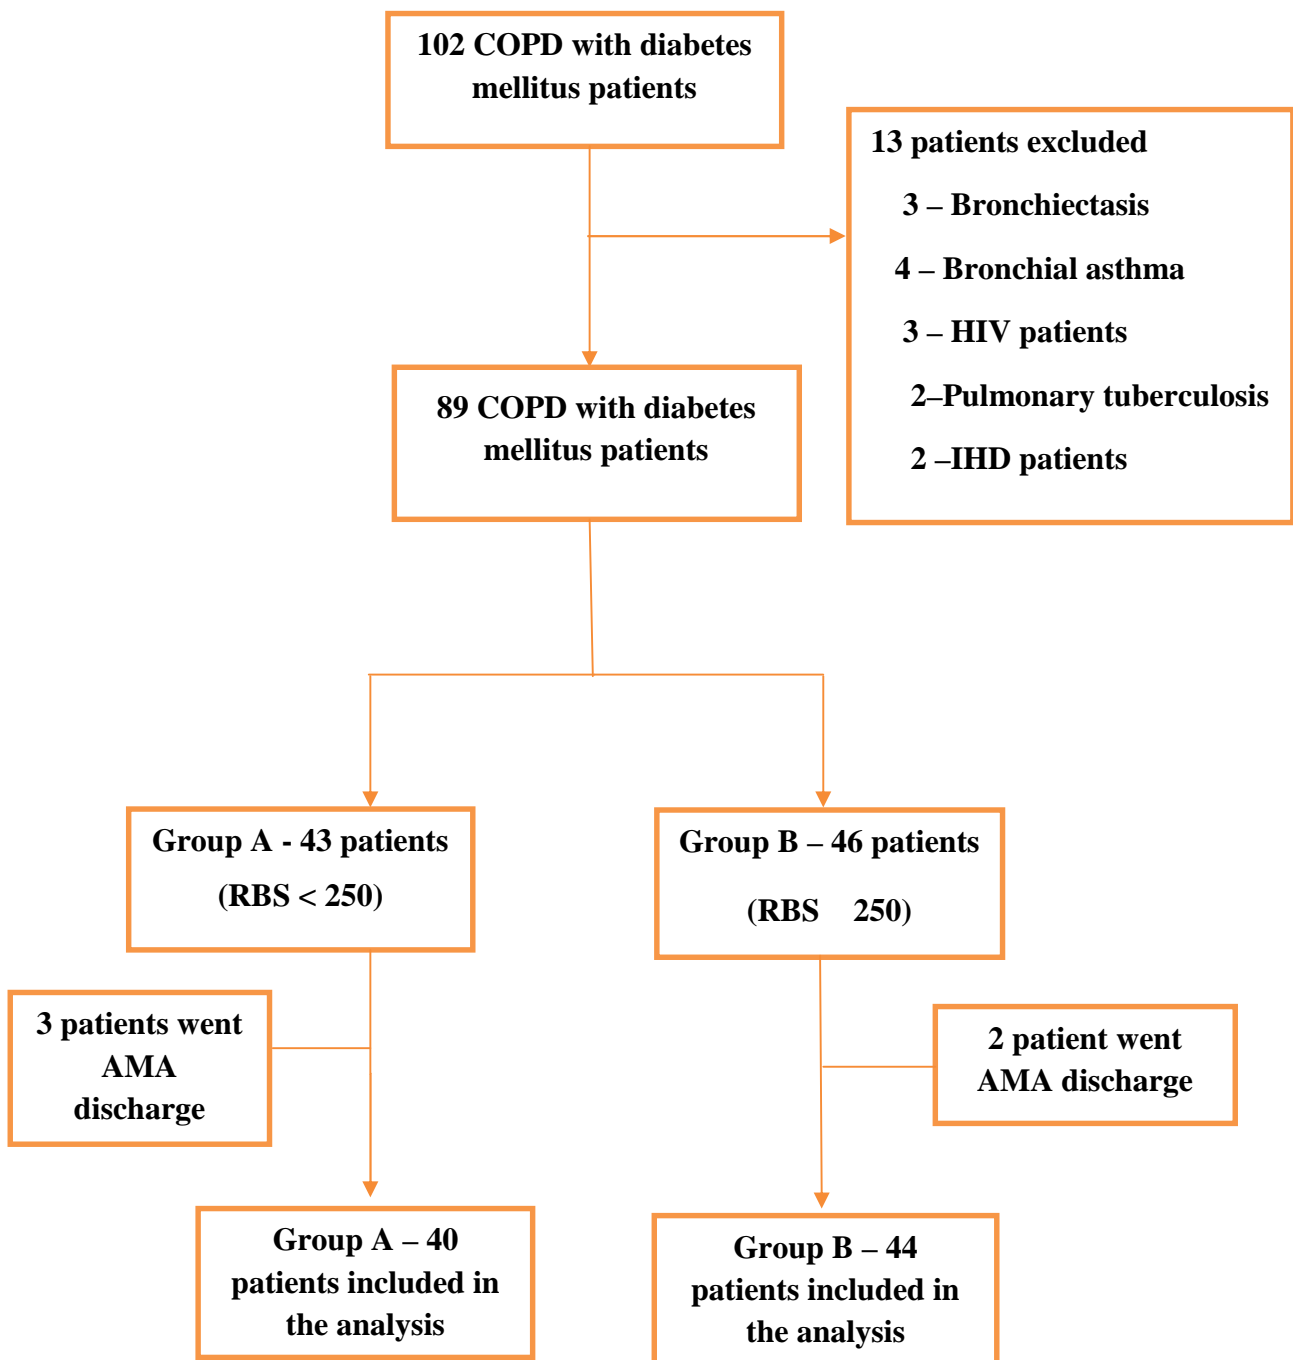 102 COPD with diabetes
mellitus patients
13 patients excluded
3 – Bronchiectasis
4 – Bronchial asthma
3 – HIV patients
2–Pulmonary tuberculosis
2 –IHD patients
89 COPD with diabetes
mellitus patients
Group A - 43 patients
(RBS < 250)
Group B – 46 patients
(RBS 250)
3 patients went
AMA
discharge
2 patient went
AMA discharge
Group A – 40
patients included in
the analysis
Group B – 44
patients included in
the analysis